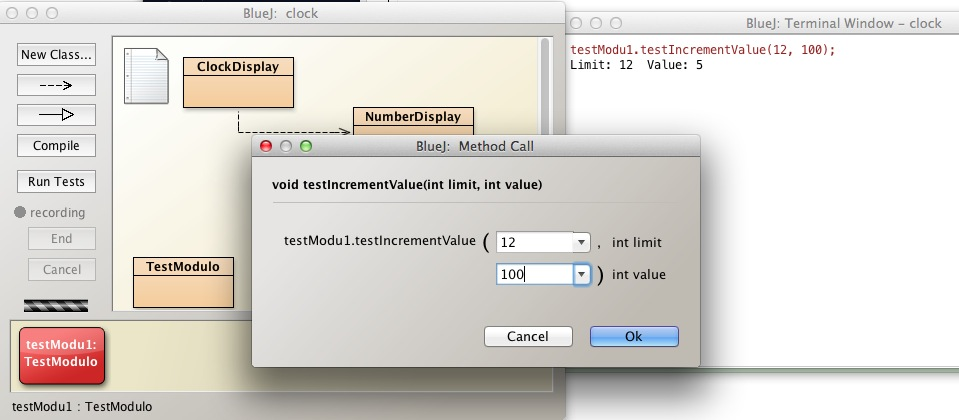 BlueJ: clock
New Class...
Compile
Run Tests
recording
End
Cancel
ClockDisplay
NumberDisplay
TestModulo
testModu1:
TestModulo
testModu1 : TestModulo
BlueJ: Method Call
void testIncrementValue(int limit, int value)
testModu1.testIncrementValue ( 12 , int limit
100 ) int value
Cancel Ok
BlueJ: Terminal Window – clock
testModu1.testIncrementValue(12, 100);
Limit: 12  Value: 5